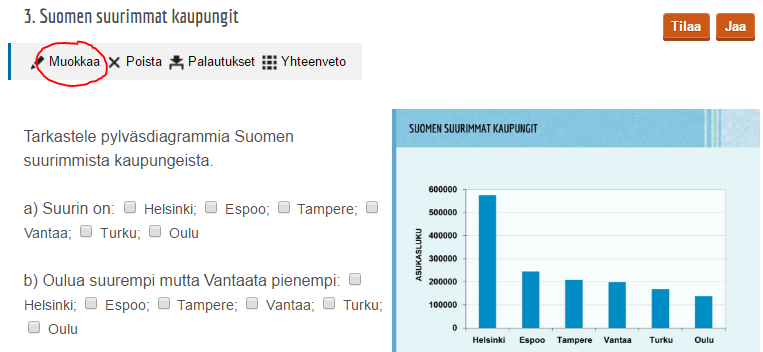 3. Suomen suurimmat kaupungit
Tilaa Jaa
Muokkaa Poista Palautukset Yhteenveto
Tarkastele pylväsdiagrammia Suomen
suurimmista kaupungeista.
a) Suurin on: Helsinki; Espoo; Tampere;
Vantaa; Turku; Oulu
b) Oulua suurempi mutta Vantaata pienempi:
Helsinki; Espoo; Tampere; Vantaa; Turku;
Oulu
SUOMEN SUURIMMAT KAUPUNGIT
ASUKASLUKU
600000
500000
400000
300000
200000
100000
0
Helsinki Espoo Tampere Vantaa Turku Oulu